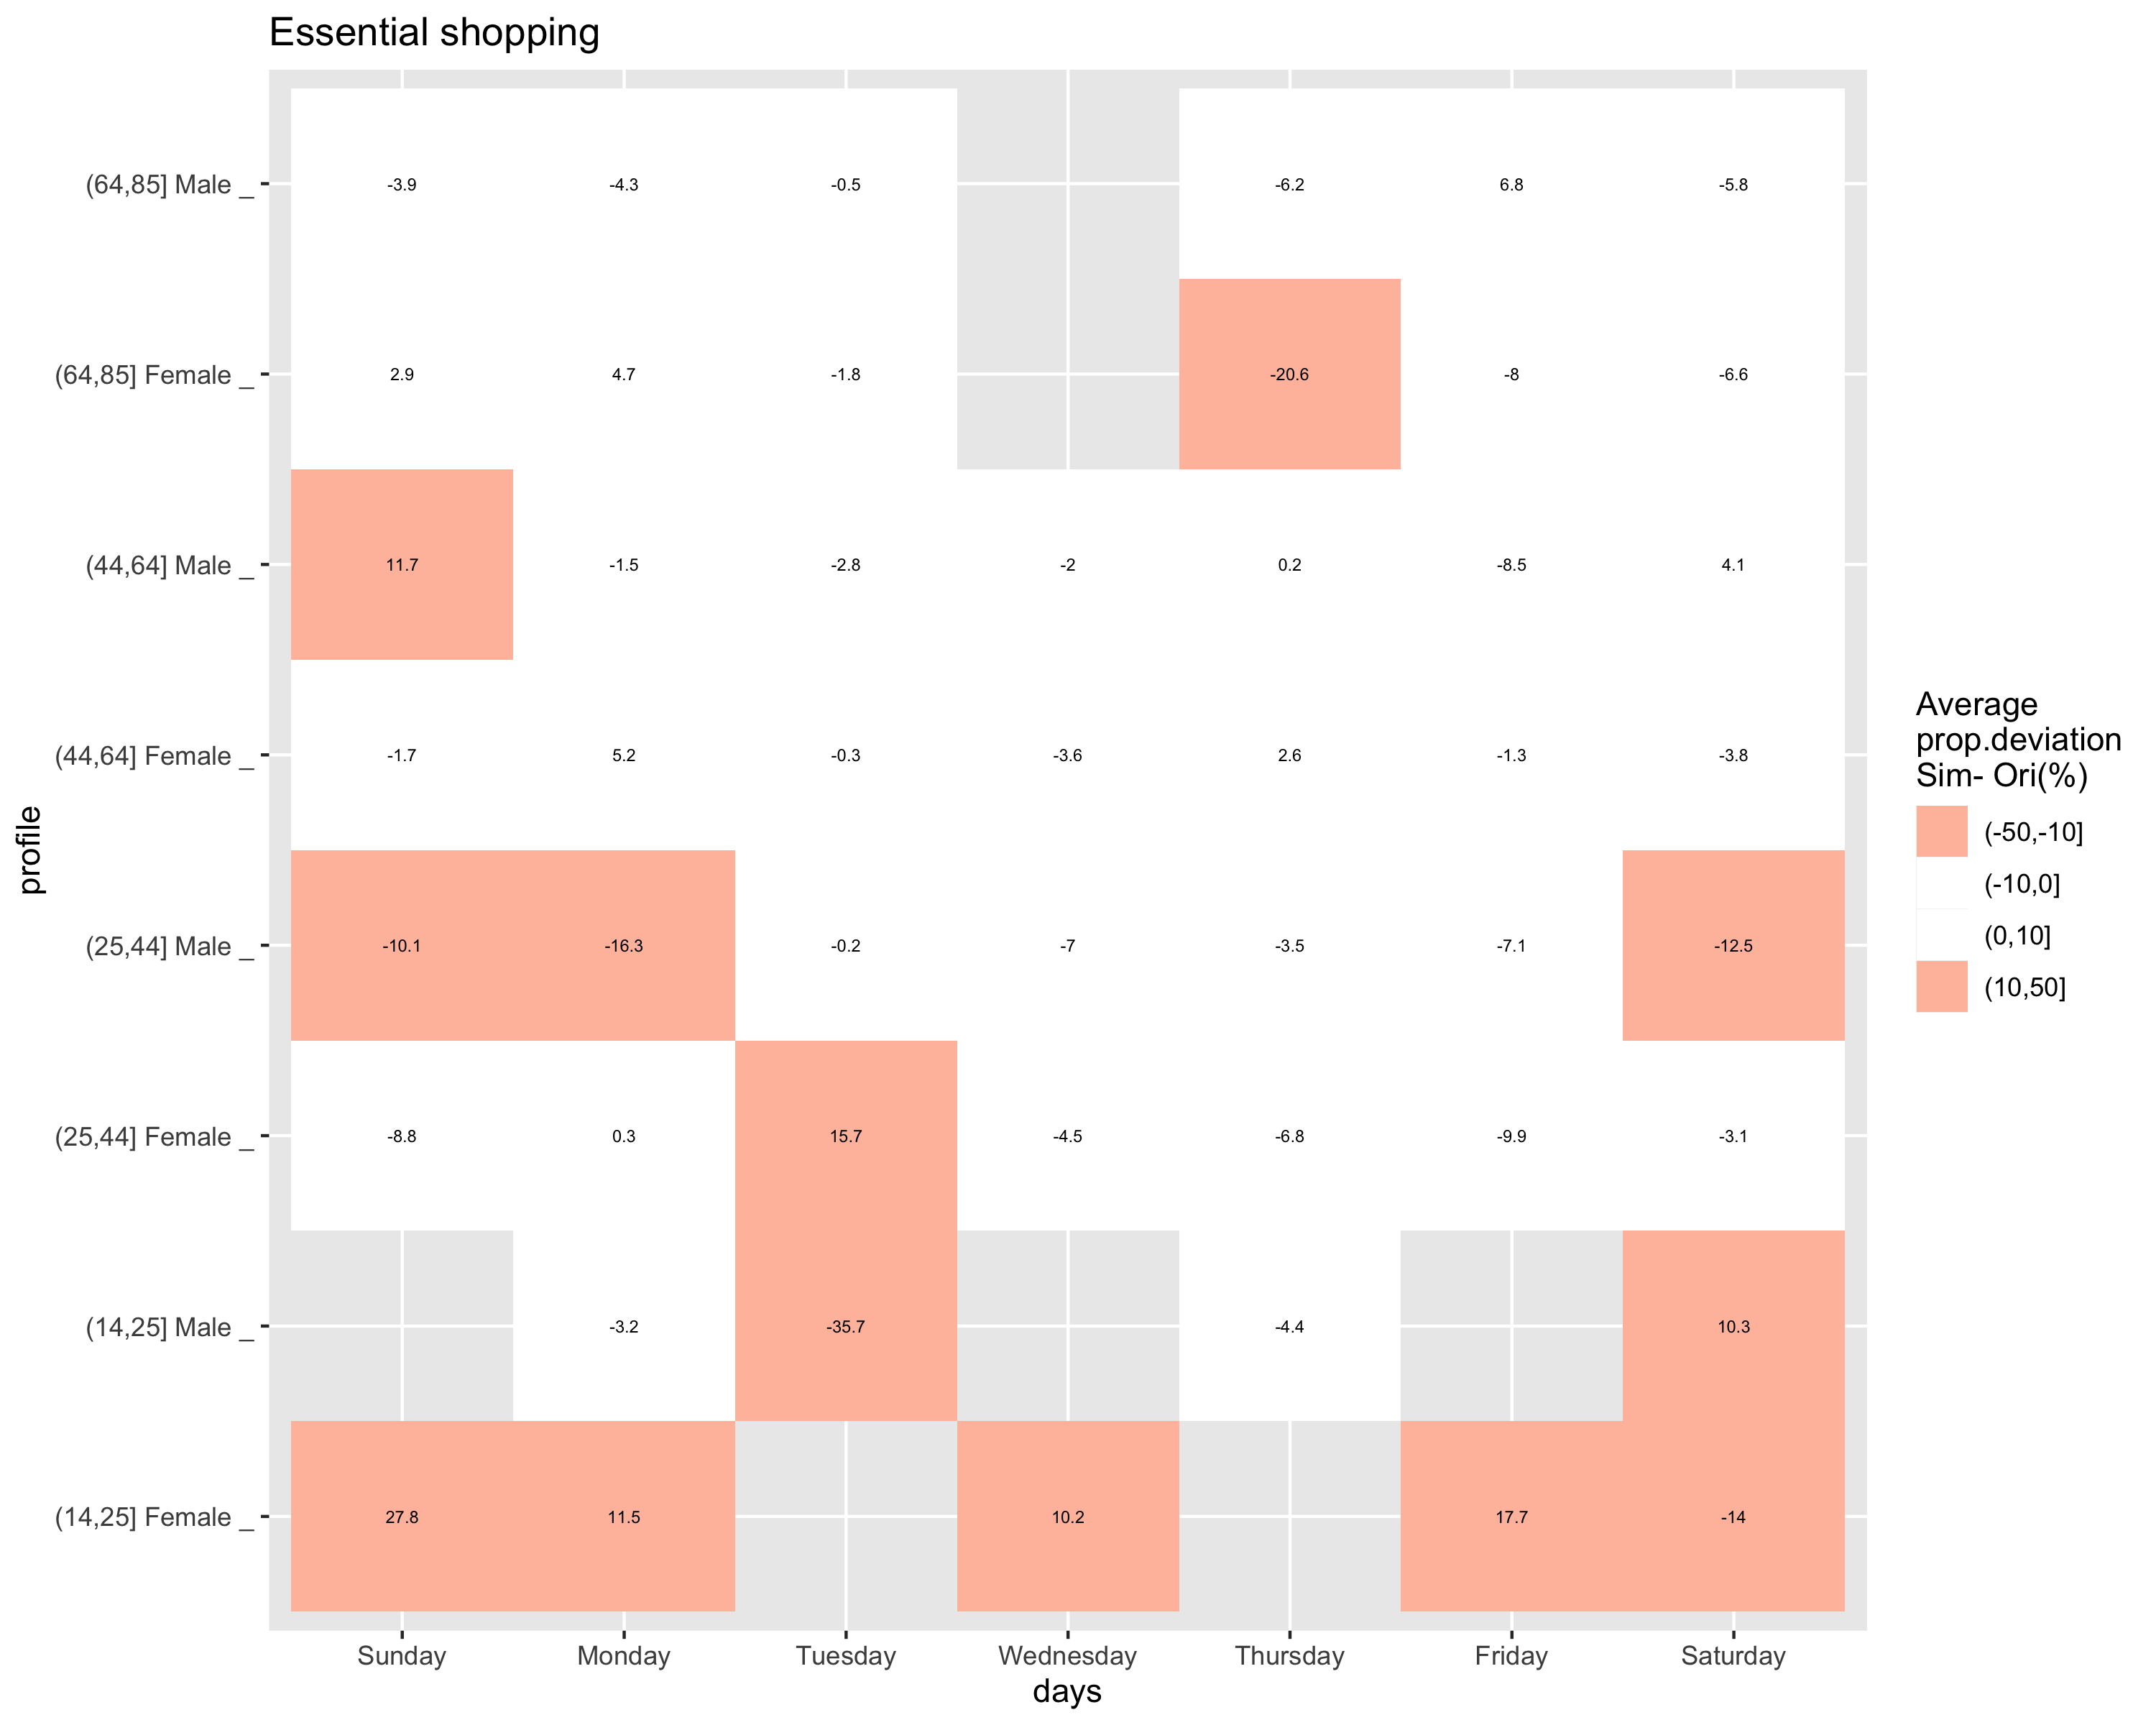 Essential shopping
(64,85] Male _ -3.9 -4.3 -0.5 -6.2 6.8 -5.8
(64,85] Female _ 2.9 4.7 -1.8 -20.6 -8 -6.6
(44,64] Male _ 11.7 -1.5 -2.8 -2 0.2 -8.5 4.1
(44,64] Female _ -1.7 5.2 -0.3 -3.6 2.6 -1.3 -3.8
(25,44] Male _ -10.1 -16.3 -0.2 -7 -3.5 -7.1 -12.5
(25,44] Female _ -8.8 0.3 15.7 -4.5 -6.8 -9.9 -3.1
(14,25] Male _ -3.2 -35.7 -4.4 10.3
(14,25] Female _ 27.8 11.5 10.2 17.7 -14
Sunday Monday Tuesday Wednesday Thursday Friday Saturday
days
profile
Average
prop.deviation
Sim- Ori(%)
(-50,-10]
(-10,0]
(0,10]
(10,50]